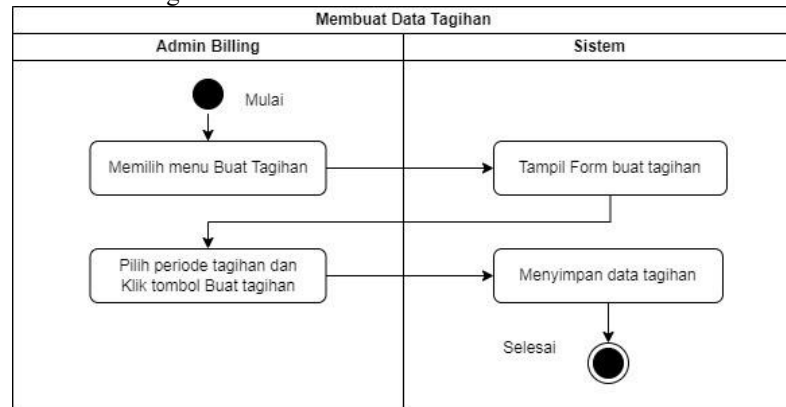 Membuat Data Tagihan
Admin Billing
Sistem
Mulai
Memilih menu Buat Tagihan
Tampil Form buat tagihan
Pilih periode tagihan dan
Klik tombol Buat tagihan
Menyimpan data tagihan
Selesai